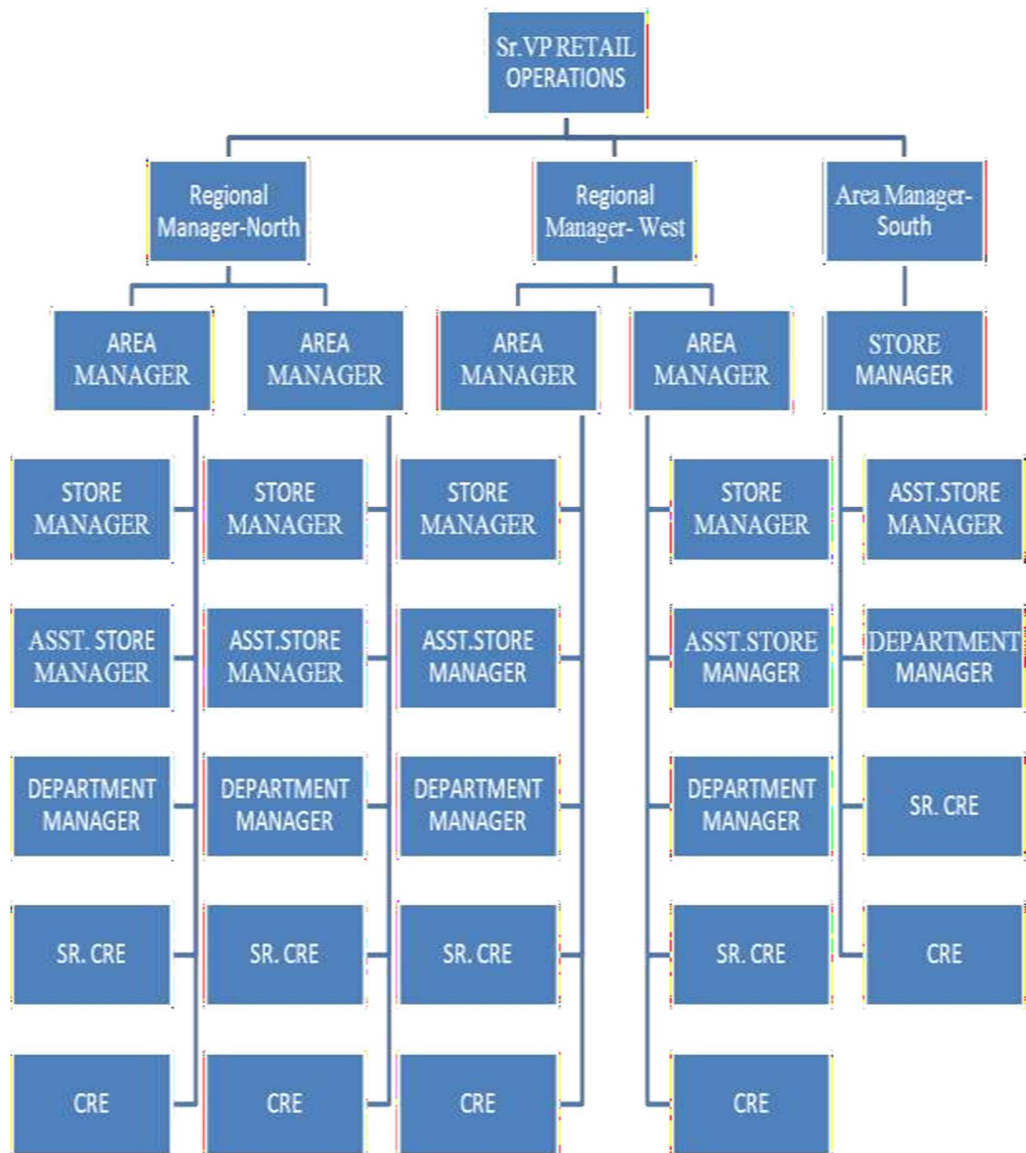 Sr.VP RETAIL
OPERATIONS
Regional
Manager-North
Regional
Manager- West
Area Manager-
South
AREA
MANAGER
AREA
MANAGER
AREA
MANAGER
AREA
MANAGER
STORE
MANAGER
STORE
MANAGER
STORE
MANAGER
STORE
MANAGER
STORE
MANAGER
ASST.STORE
MANAGER
ASST. STORE
MANAGER
ASST.STORE
MANAGER
ASST.STORE
MANAGER
ASST.STORE
MANAGER
DEPARTMENT
MANAGER
DEPARTMENT
MANAGER
DEPARTMENT
MANAGER
DEPARTMENT
MANAGER
DEPARTMENT
MANAGER
SR. CRE
SR. CRE
SR. CRE
SR. CRE
SR. CRE
CRE
CRE
CRE
CRE
CRE